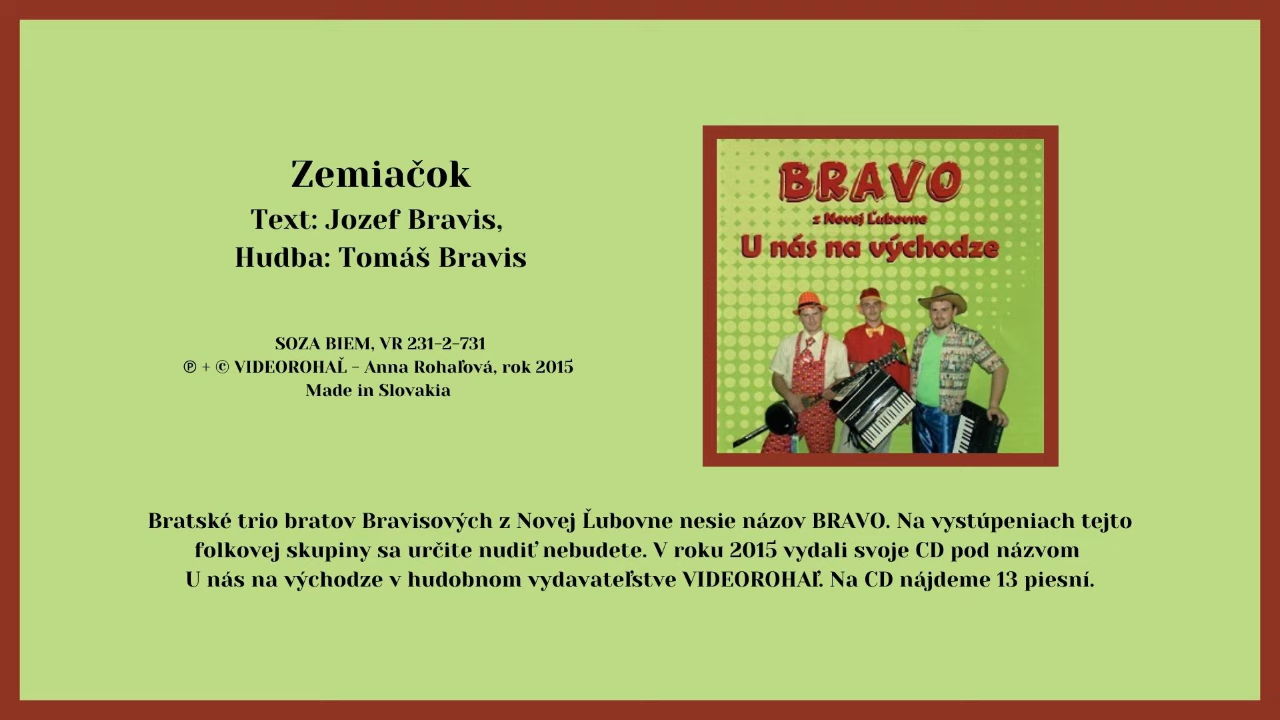 Zemiačok
Text: Jozef Bravis,
Hudba: Tomáš Bravis
SOZA BIEM, VR 231-2-731
℗ + © VIDEOROHAĽ - Anna Rohaľová, rok 2015
Made in Slovakia
BRAVO
z Novej Ľubovne
U nás na východze
Bratské trio bratov Bravisových z Novej Ľubovne nesie názov BRAVO. Na vystúpeniach tejto
folkovej skupiny sa určite nudiť nebudete. V roku 2015 vydali svoje CD pod názvom
U nás na východze v hudobnom vydavateľstve VIDEOROHAĽ. Na CD nájdeme 13 piesní.